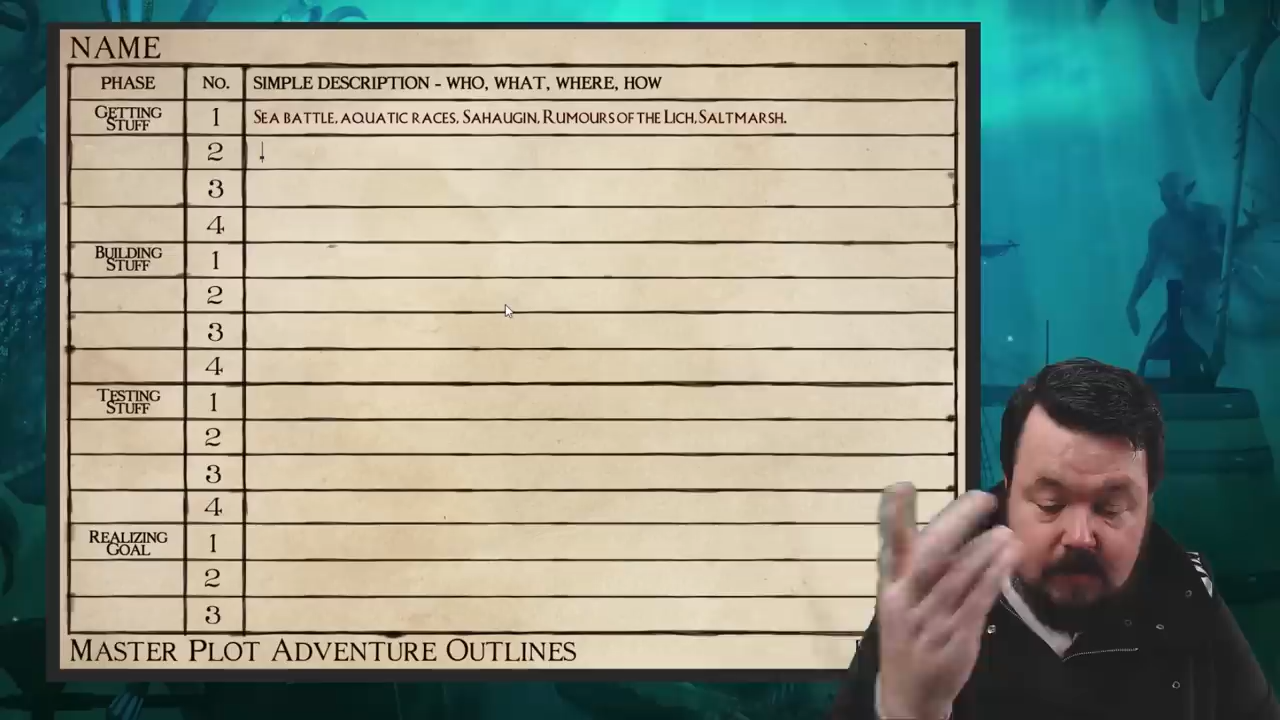 NAME
PHASE No. SIMPLE DESCRIPTION - WHO, WHAT, WHERE, HOW
GETTING STUFF 1 SEA BATTLE, AQUATIC RACES, SAHAUGIN, RUMOURS OF THE LICH, SALTMARSH.
2
3
4
BUILDING STUFF 1
2
3
4
TESTING STUFF 1
2
3
4
REALIZING GOAL 1
2
3
MASTER PLOT ADVENTURE OUTLINES